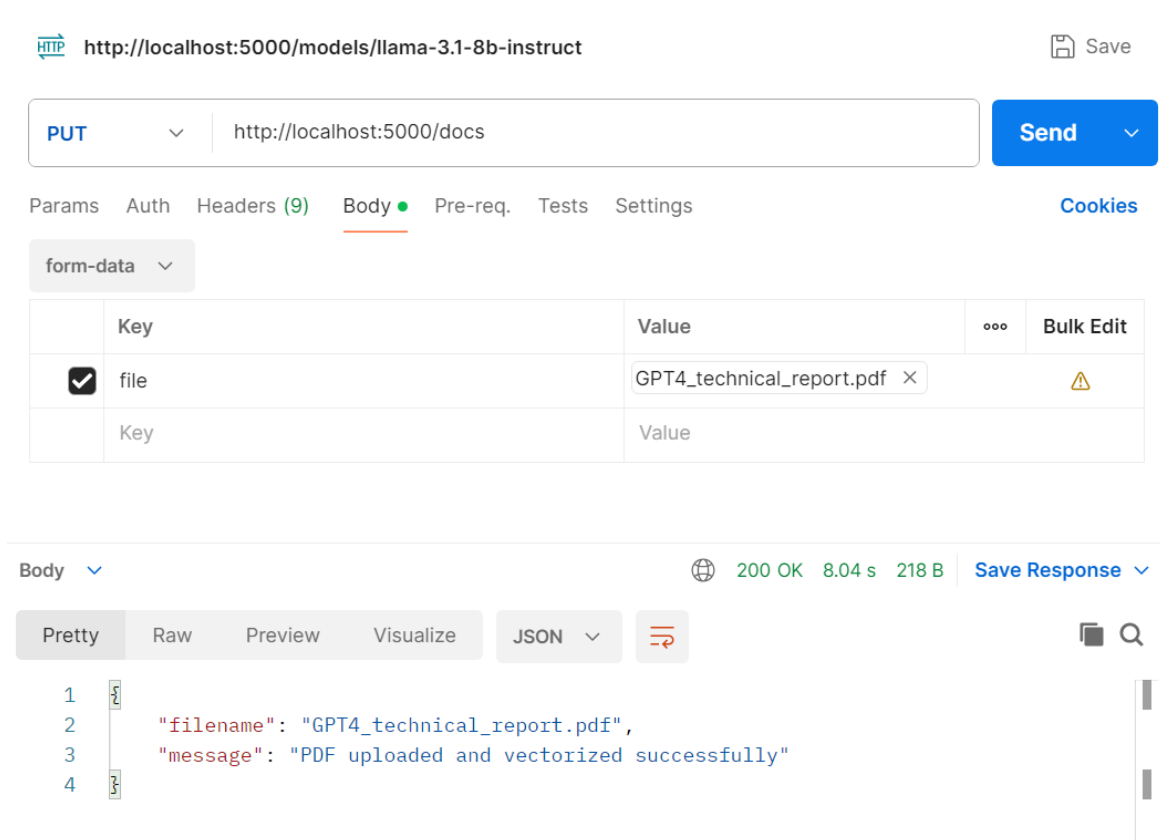 HTTP http://localhost:5000/models/llama-3.1-8b-instruct Save
PUT http://localhost:5000/docs Send
Params Auth Headers (9) Body Pre-req. Tests Settings Cookies
form-data
Key Value ooo Bulk Edit
file GPT4_technical_report.pdf
Key Value
Body 200 OK 8.04 s 218 B Save Response
Pretty Raw Preview Visualize JSON
1 {
2 "filename": "GPT4_technical_report.pdf",
3 "message": "PDF uploaded and vectorized successfully"
4 }